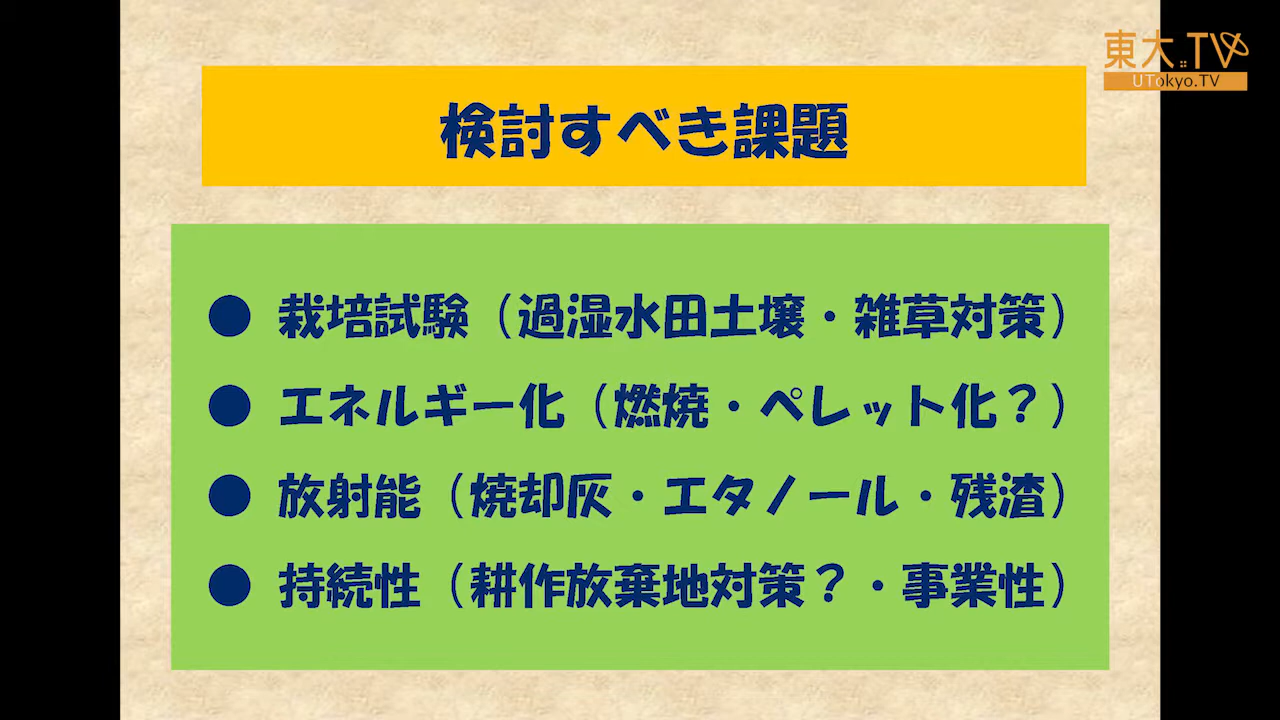 東大TV
UTokyo.TV
検討すべき課題
● 栽培試験（過湿水田土壌・雑草対策）
● エネルギー化（燃焼・ペレット化？）
● 放射能（焼却灰・エタノール・残渣）
● 持続性（耕作放棄地対策？・事業性）